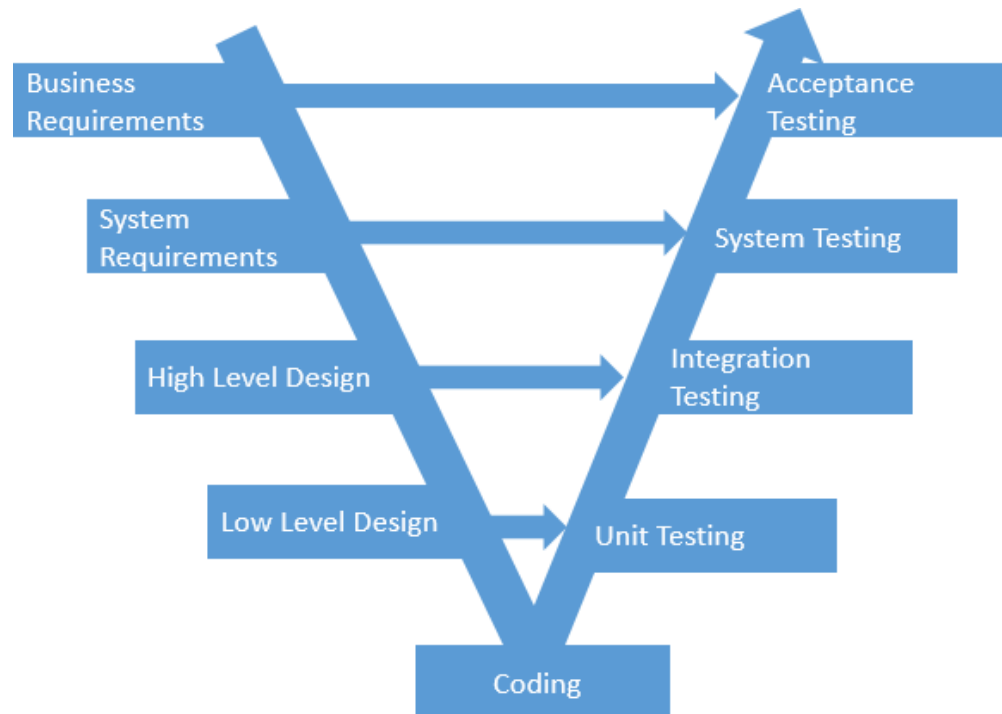 Business
Requirements
Acceptance
Testing
System
Requirements
System Testing
High Level Design
Integration
Testing
Low Level Design
Unit Testing
Coding